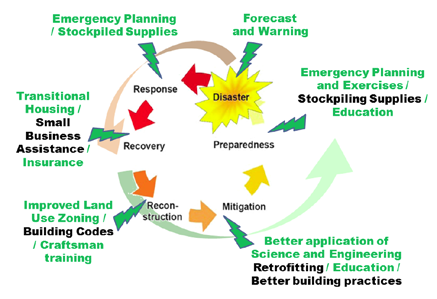 Emergency Planning
/ Stockpiled Supplies
Forecast
and Warning
Response
Disaster
Emergency Planning
and Exercises /
Stockpiling Supplies /
Education
Transitional
Housing /
Small
Business
Assistance /
Insurance
Recovery
Preparedness
Improved Land
Use Zoning /
Building Codes
/ Craftsman
training
Recon-
struction
Mitigation
Better application of
Science and Engineering
Retrofitting / Education /
Better building practices